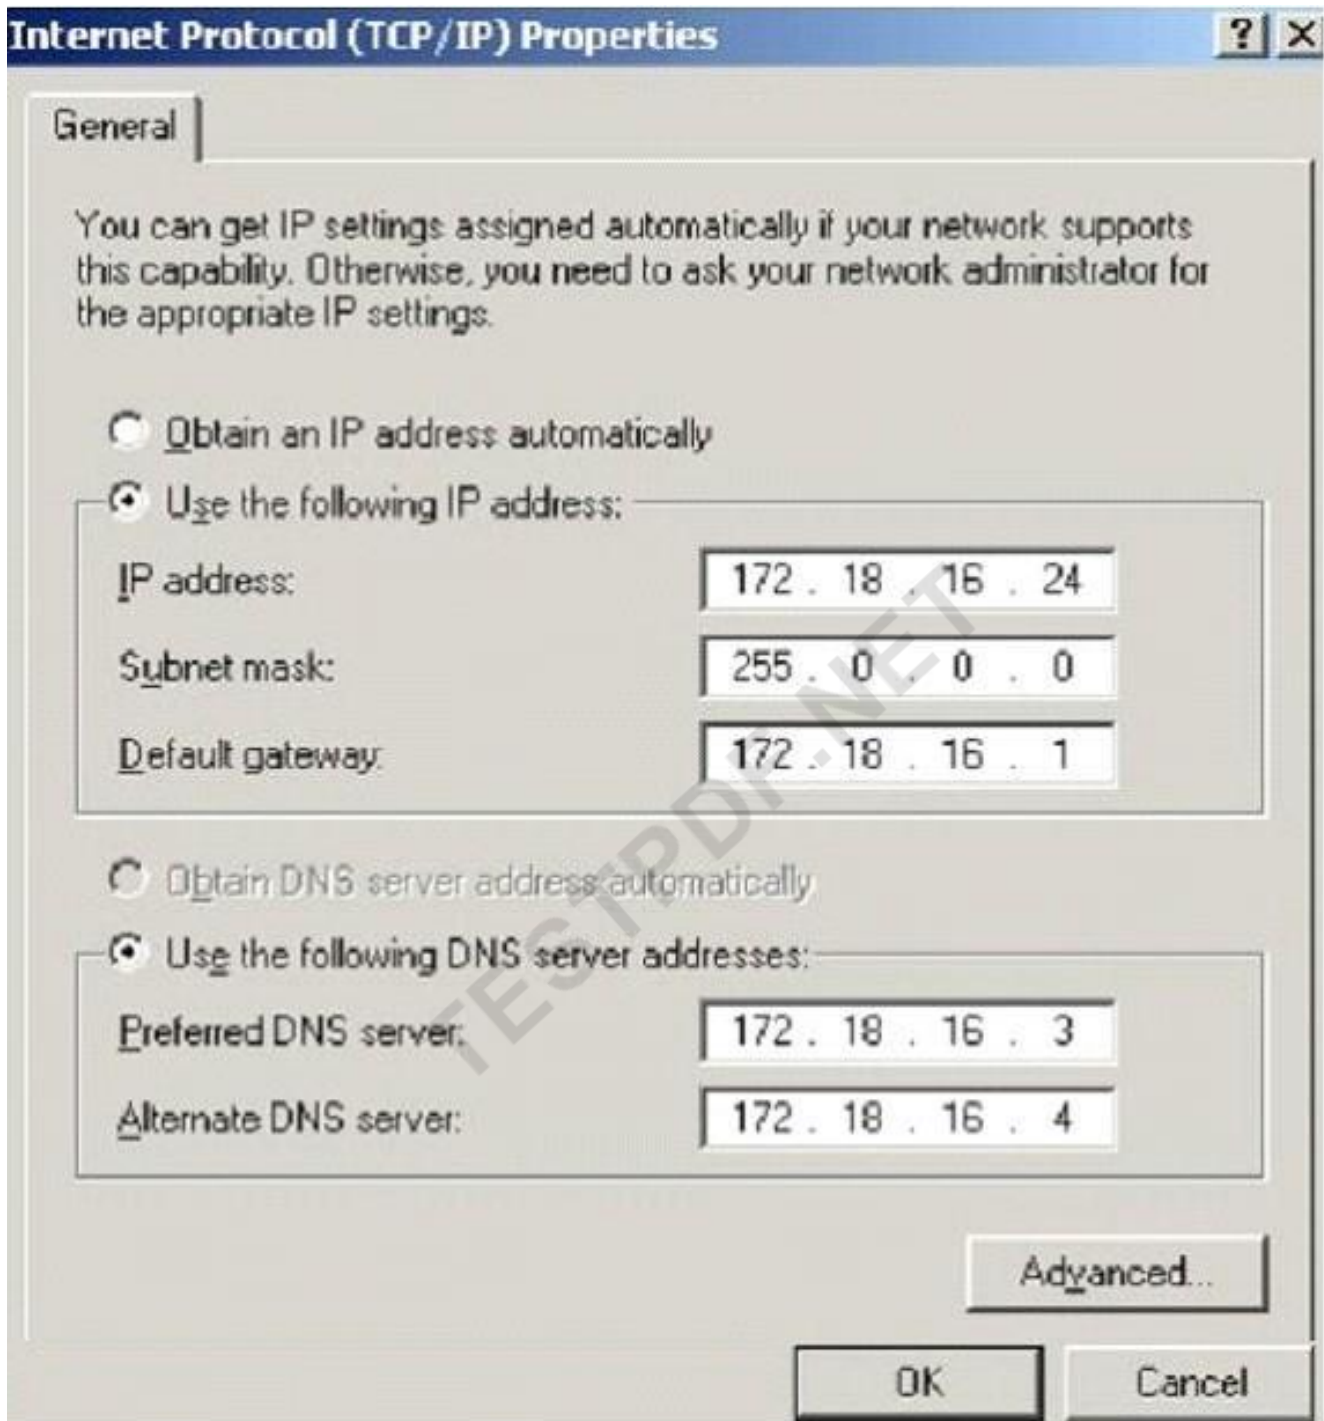 Internet Protocol (TCP/IP) Properties
General
You can get IP settings assigned automatically if your network supports
this capability. Otherwise, you need to ask your network administrator for
the appropriate IP settings.
Obtain an IP address automatically
Use the following IP address:
IP address: 172 . 18 . 16 . 24
Subnet mask: 255 . 0 . 0 . 0
Default gateway: 172 . 18 . 16 . 1
Obtain DNS server address automatically
Use the following DNS server addresses:
Preferred DNS server: 172 . 18 . 16 . 3
Alternate DNS server: 172 . 18 . 16 . 4
Advanced...
OK Cancel
TESTPDF.NET